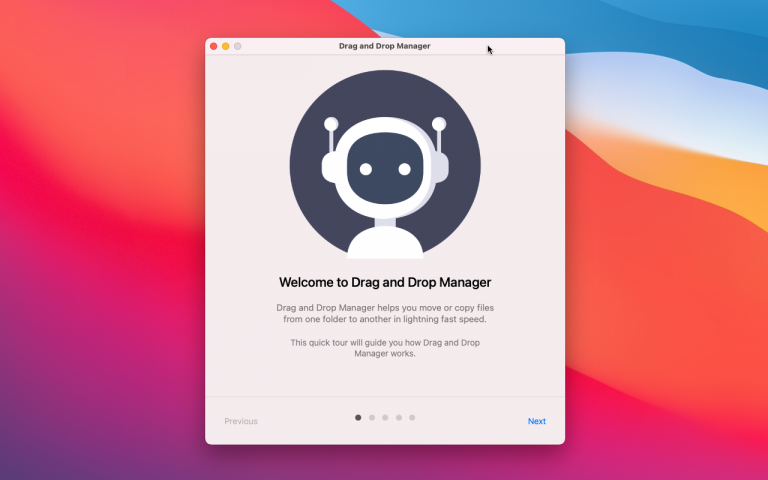 Drag and Drop Manager
Welcome to Drag and Drop Manager
Drag and Drop Manager helps you move or copy files
from one folder to another in lightning fast speed.
This quick tour will guide you how Drag and Drop
Manager works.
Previous
Next